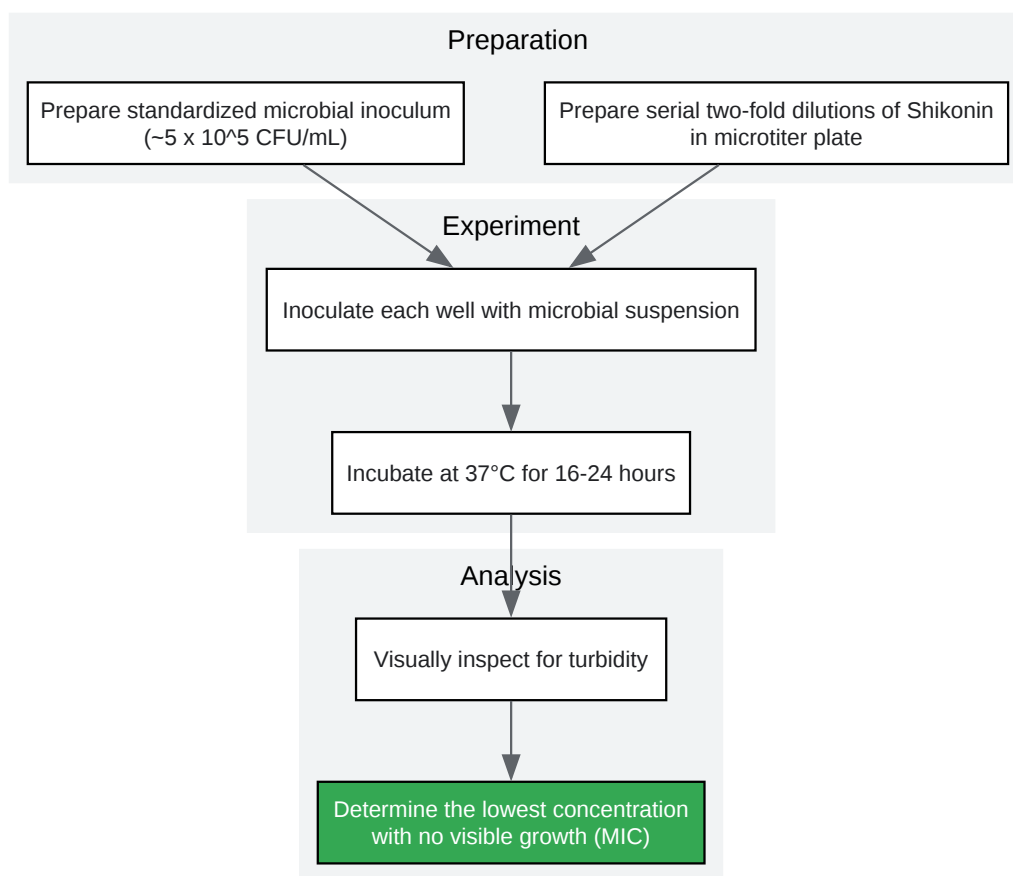 Preparation
Prepare standardized microbial inoculum
(~5 x 10^5 CFU/mL)
Prepare serial two-fold dilutions of Shikonin
in microtiter plate
Experiment
Inoculate each well with microbial suspension
Incubate at 37°C for 16-24 hours
Analysis
Visually inspect for turbidity
Determine the lowest concentration
with no visible growth (MIC)